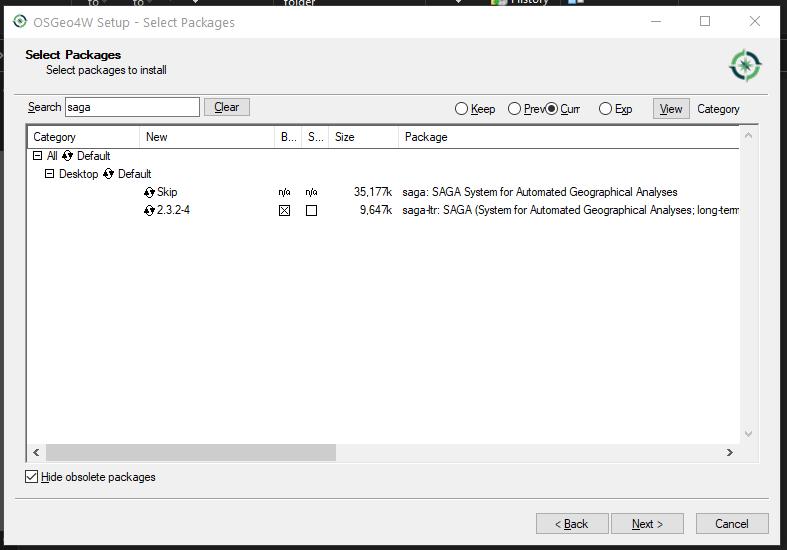 to to folder History
OSGeo4W Setup - Select Packages
Select Packages
Select packages to install
Search saga Clear Keep Prev Curr Exp View Category
Category New B... S... Size Package
All Default
Desktop Default
Skip n/a n/a 35,177k saga: SAGA System for Automated Geographical Analyses
2.3.2-4 9,647k saga-ltr: SAGA (System for Automated Geographical Analyses; long-term
Hide obsolete packages
< Back Next > Cancel